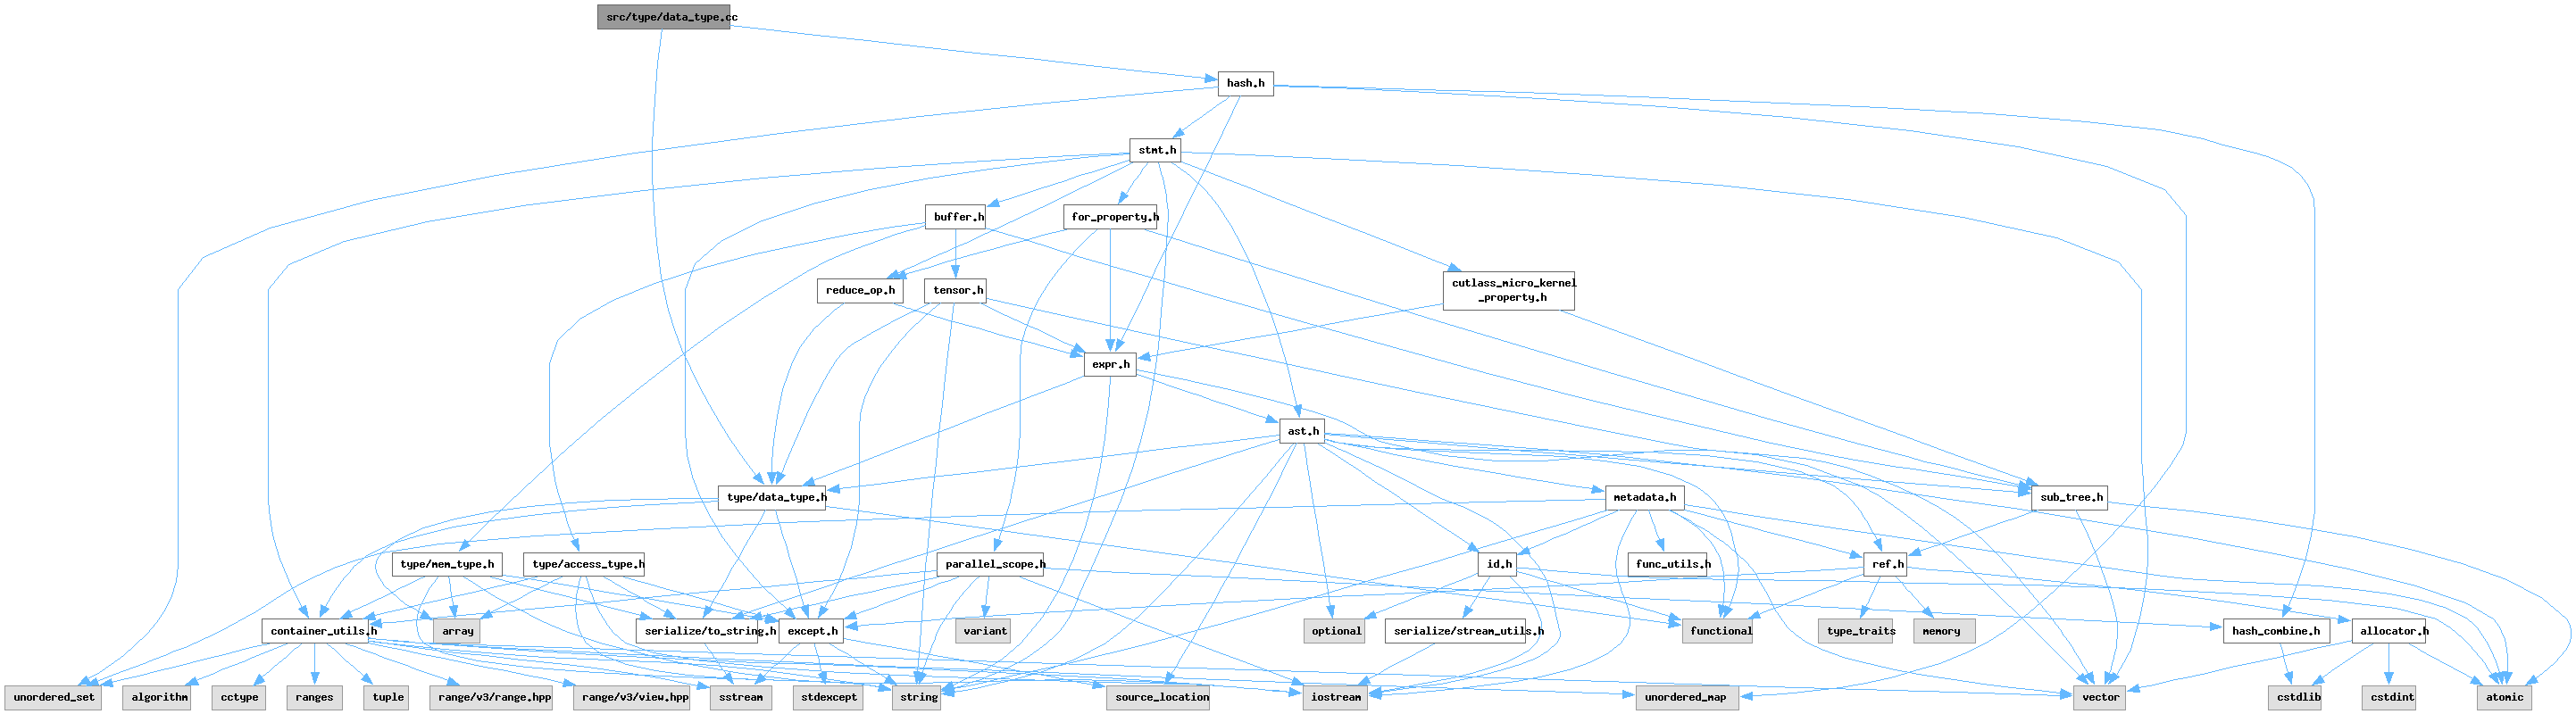 src/type/data_type.cc
hash.h
stmt.h
buffer.h
for_property.h
reduce_op.h
tensor.h
cutlass_micro_kernel
_property.h
expr.h
ast.h
type/data_type.h
metadata.h
sub_tree.h
type/mem_type.h
type/access_type.h
parallel_scope.h
id.h
func_utils.h
ref.h
container_utils.h
array
serialize/to_string.h
except.h
variant
optional
serialize/stream_utils.h
functional
type_traits
memory
hash_combine.h
allocator.h
unordered_set
algorithm
cctype
ranges
tuple
range/v3/range.hpp
range/v3/view.hpp
sstream
stdexcept
string
source_location
iostream
unordered_map
vector
cstdlib
cstdint
atomic